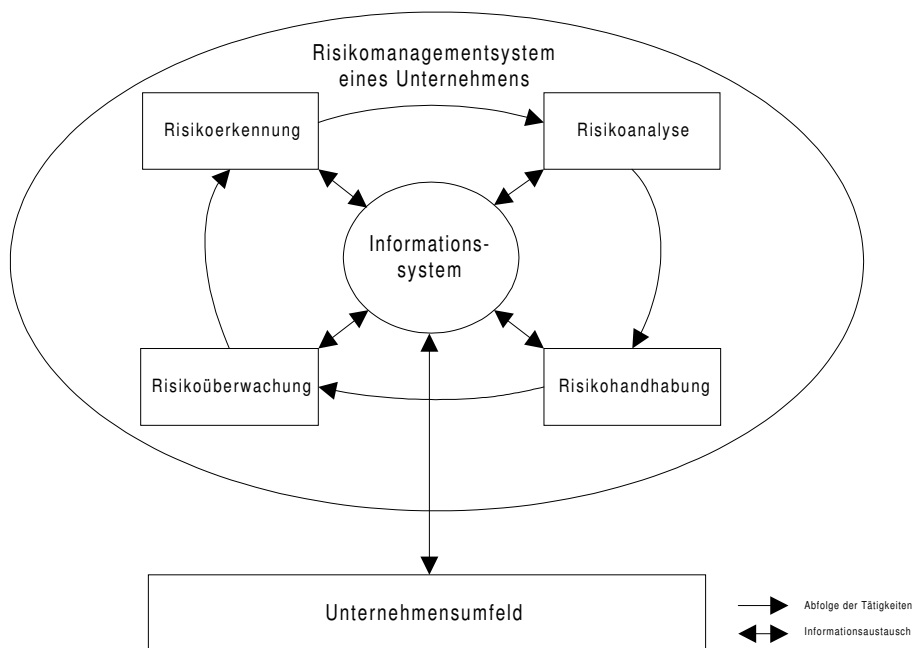 Risikomanagementsystem
eines Unternehmens
Risikoerkennung
Risikoanalyse
Informations-
system
Risikoüberwachung
Risikohandhabung
Unternehmensumfeld
Abfolge der Tätigkeiten
Informationsaustausch